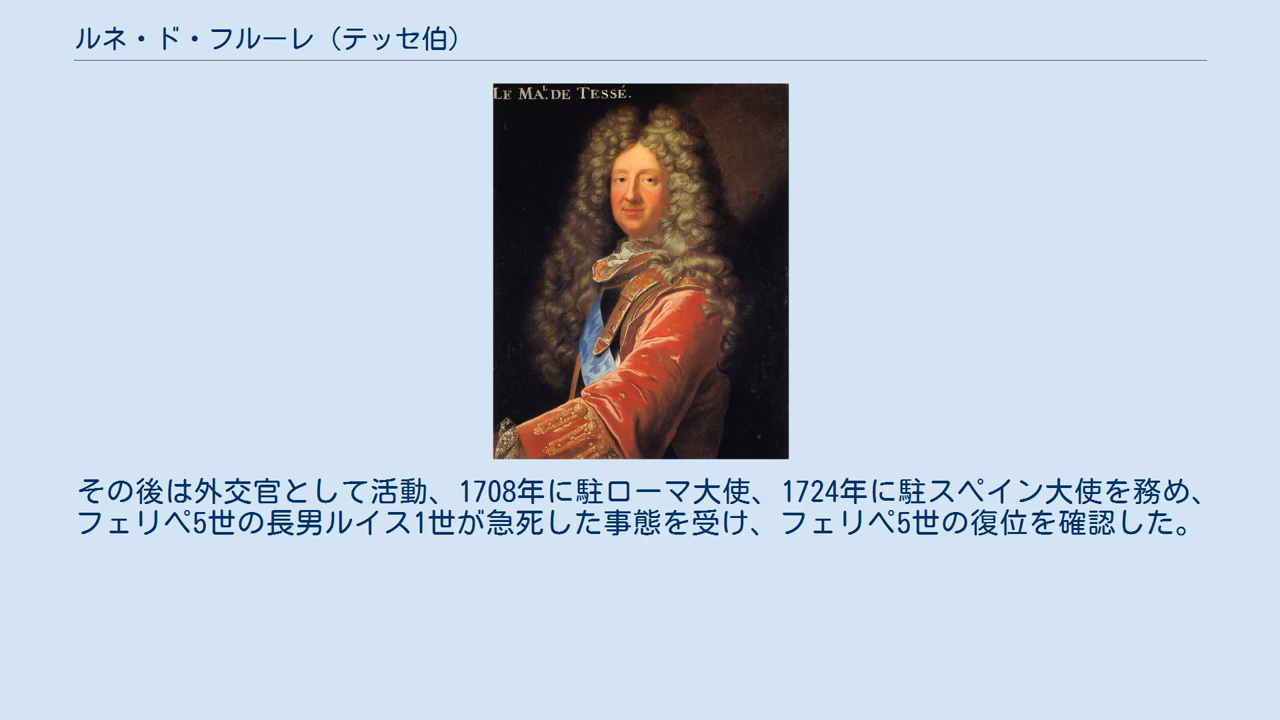 ルネ・ド・フルーレ（テッセ伯）
LE MA.L DE TESSÉ.
その後は外交官として活動、1708年に駐ローマ大使、1724年に駐スペイン大使を務め、
フェリペ5世の長男ルイス1世が急死した事態を受け、フェリペ5世の復位を確認した。